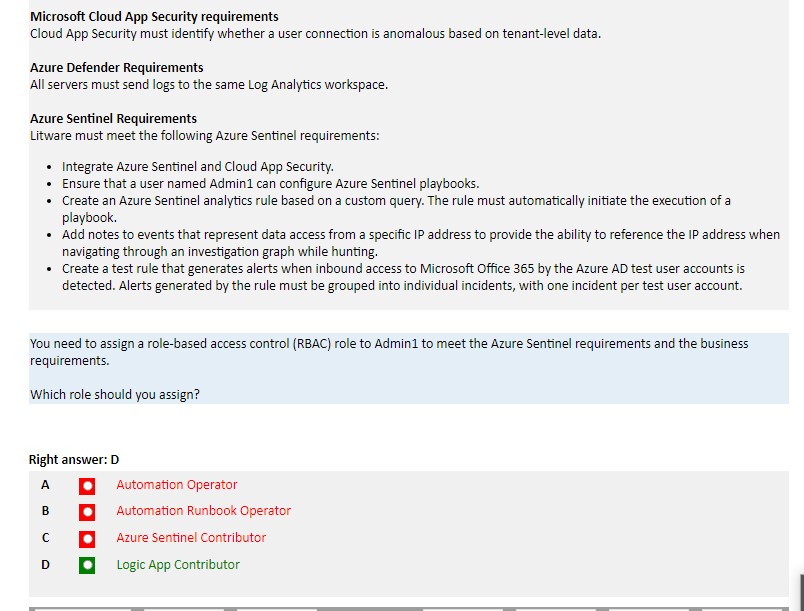 Microsoft Cloud App Security requirements
Cloud App Security must identify whether a user connection is anomalous based on tenant-level data.
Azure Defender Requirements
All servers must send logs to the same Log Analytics workspace.
Azure Sentinel Requirements
Litware must meet the following Azure Sentinel requirements:
• Integrate Azure Sentinel and Cloud App Security.
• Ensure that a user named Admin1 can configure Azure Sentinel playbooks.
• Create an Azure Sentinel analytics rule based on a custom query. The rule must automatically initiate the execution of a
playbook.
• Add notes to events that represent data access from a specific IP address to provide the ability to reference the IP address when
navigating through an investigation graph while hunting.
• Create a test rule that generates alerts when inbound access to Microsoft Office 365 by the Azure AD test user accounts is
detected. Alerts generated by the rule must be grouped into individual incidents, with one incident per test user account.
You need to assign a role-based access control (RBAC) role to Admin1 to meet the Azure Sentinel requirements and the business
requirements.
Which role should you assign?
Right answer: D
A Automation Operator
B Automation Runbook Operator
C Azure Sentinel Contributor
D Logic App Contributor